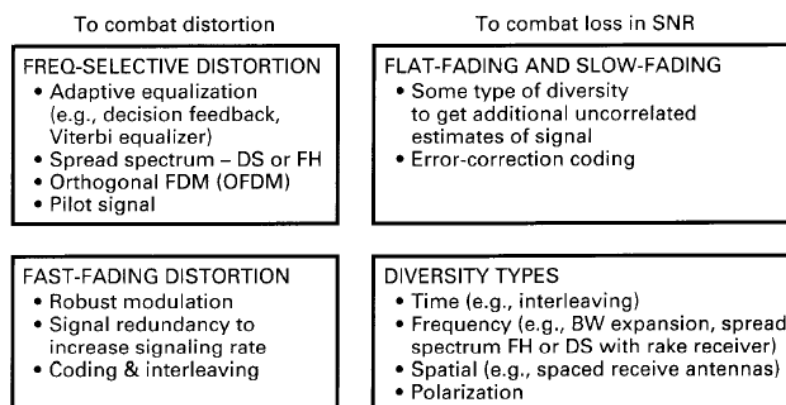 To combat distortion
FREQ-SELECTIVE DISTORTION
• Adaptive equalization
(e.g., decision feedback,
Viterbi equalizer)
• Spread spectrum – DS or FH
• Orthogonal FDM (OFDM)
• Pilot signal
FAST-FADING DISTORTION
• Robust modulation
• Signal redundancy to
increase signaling rate
• Coding & interleaving
To combat loss in SNR
FLAT-FADING AND SLOW-FADING
• Some type of diversity
to get additional uncorrelated
estimates of signal
• Error-correction coding
DIVERSITY TYPES
• Time (e.g., interleaving)
• Frequency (e.g., BW expansion, spread
spectrum FH or DS with rake receiver)
• Spatial (e.g., spaced receive antennas)
• Polarization